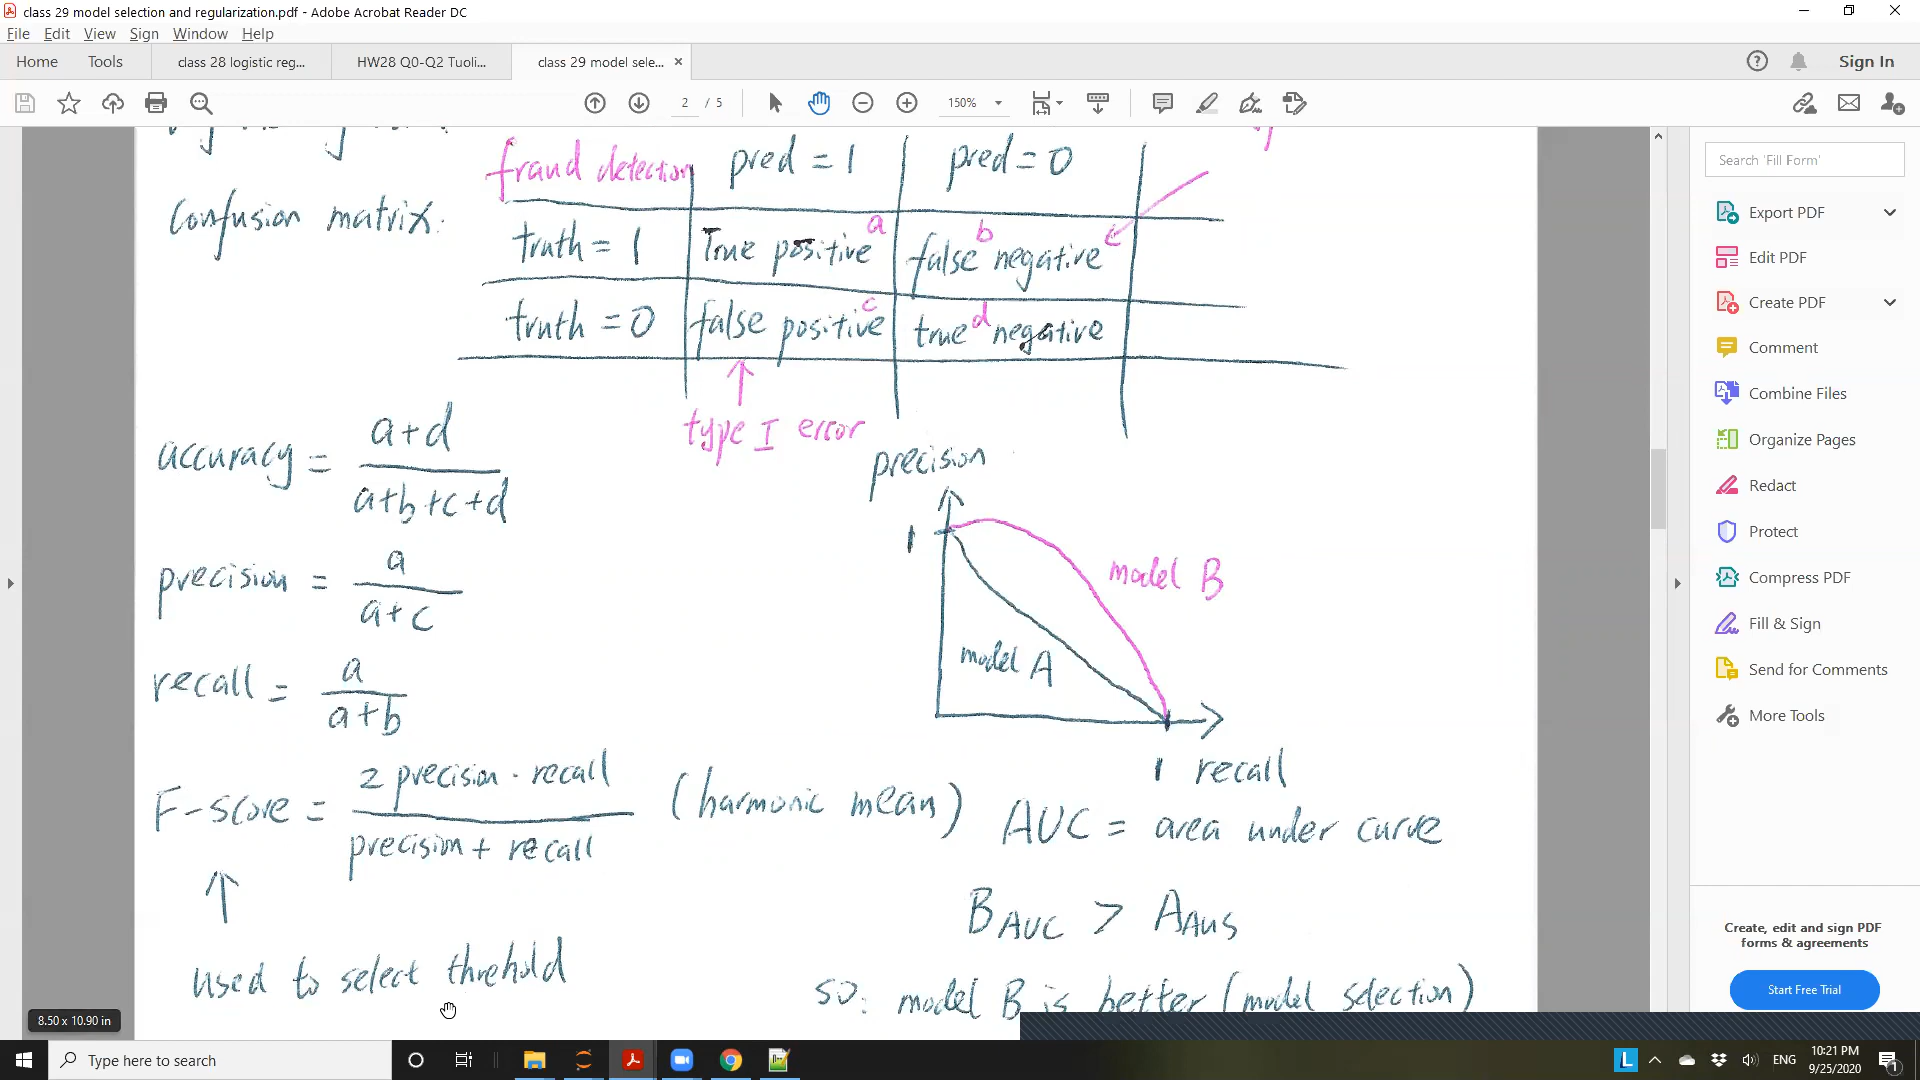 class 29 model selection and regularization.pdf - Adobe Acrobat Reader DC
File Edit View Sign Window Help
Home Tools class 28 logistic reg... HW28 Q0-Q2 Tuoli... class 29 model sele... ×
Sign In
2 / 5 150%
fraud detection pred = 1 pred = 0
Confusion matrix:
truth = 1 True positive a false negative b
truth = 0 false positive c true negative d
type I error
accuracy = a+d / a+b+c+d
precision = a / a+c
recall = a / a+b
F-score = 2 precision · recall / precision + recall (harmonic mean)
used to select threhold
precision
1
model B
model A
1 recall
AUC = area under curve
B AUC > A AUS
so: model B is better (model selection)
8.50 x 10.90 in
Search 'Fill Form'
Export PDF
Edit PDF
Create PDF
Comment
Combine Files
Organize Pages
Redact
Protect
Compress PDF
Fill & Sign
Send for Comments
More Tools
Create, edit and sign PDF
forms & agreements
Start Free Trial
Type here to search
L
ENG
10:21 PM
9/25/2020
1